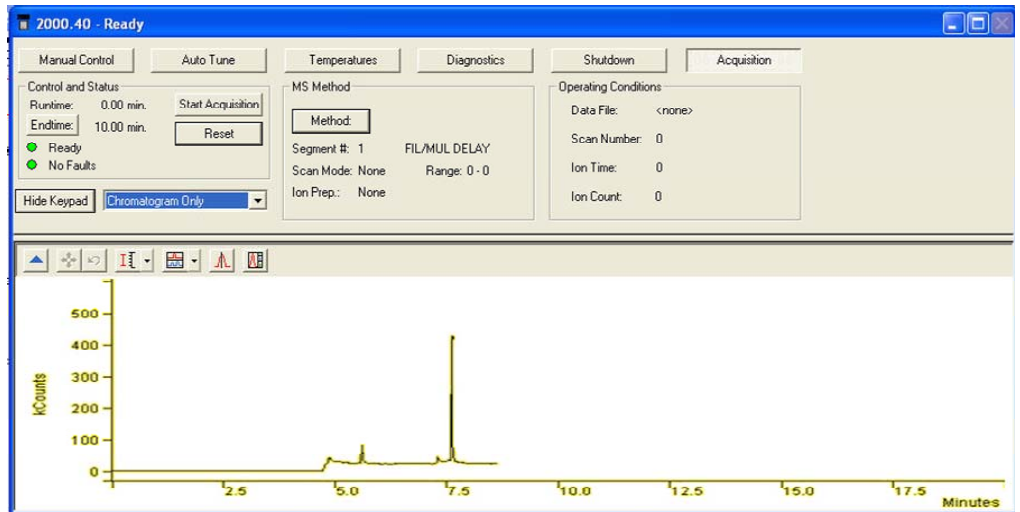 2000.40 - Ready
Manual Control Auto Tune Temperatures Diagnostics Shutdown Acquisition
Control and Status
Runtime: 0.00 min. Start Acquisition
Endtime: 10.00 min. Reset
Ready
No Faults
Hide Keypad Chromatogram Only
MS Method
Method:
Segment #: 1 FIL/MUL DELAY
Scan Mode: None Range: 0 - 0
Ion Prep.: None
Operating Conditions
Data File: <none>
Scan Number: 0
Ion Time: 0
Ion Count: 0
kCounts
500
400
300
200
100
0
2.5 5.0 7.5 10.0 12.5 15.0 17.5
Minutes